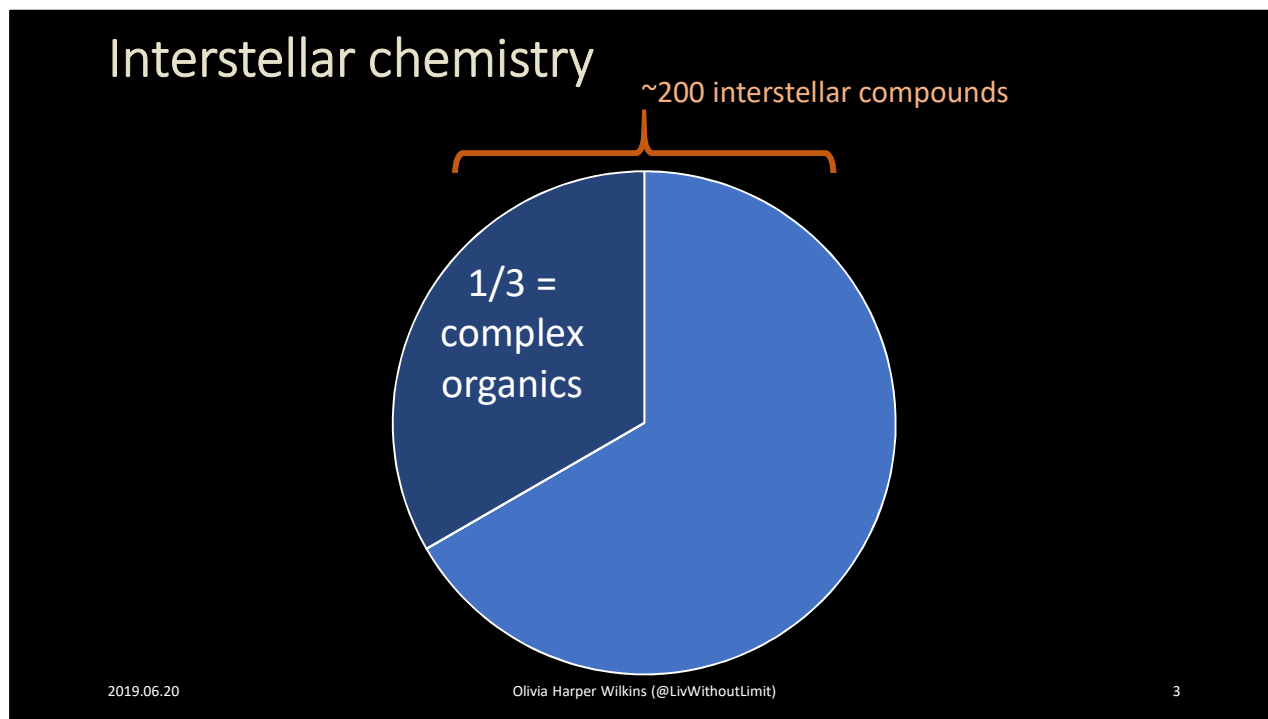 Interstellar chemistry
~200 interstellar compounds
1/3 =
complex
organics
2019.06.20
Olivia Harper Wilkins (@LivWithoutLimit)
3